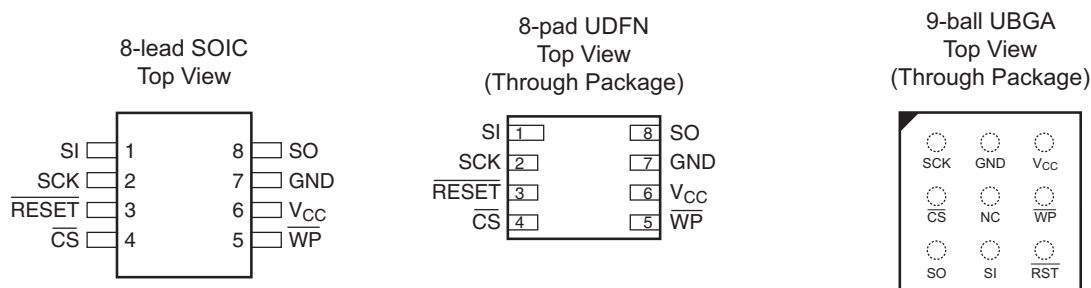 8-lead SOIC
Top View
SI 1 8 SO
SCK 2 7 GND
RESET 3 6 VCC
CS 4 5 WP
8-pad UDFN
Top View
(Through Package)
SI 1 8 SO
SCK 2 7 GND
RESET 3 6 VCC
CS 4 5 WP
9-ball UBGA
Top View
(Through Package)
SCK GND VCC
CS NC WP
SO SI RST